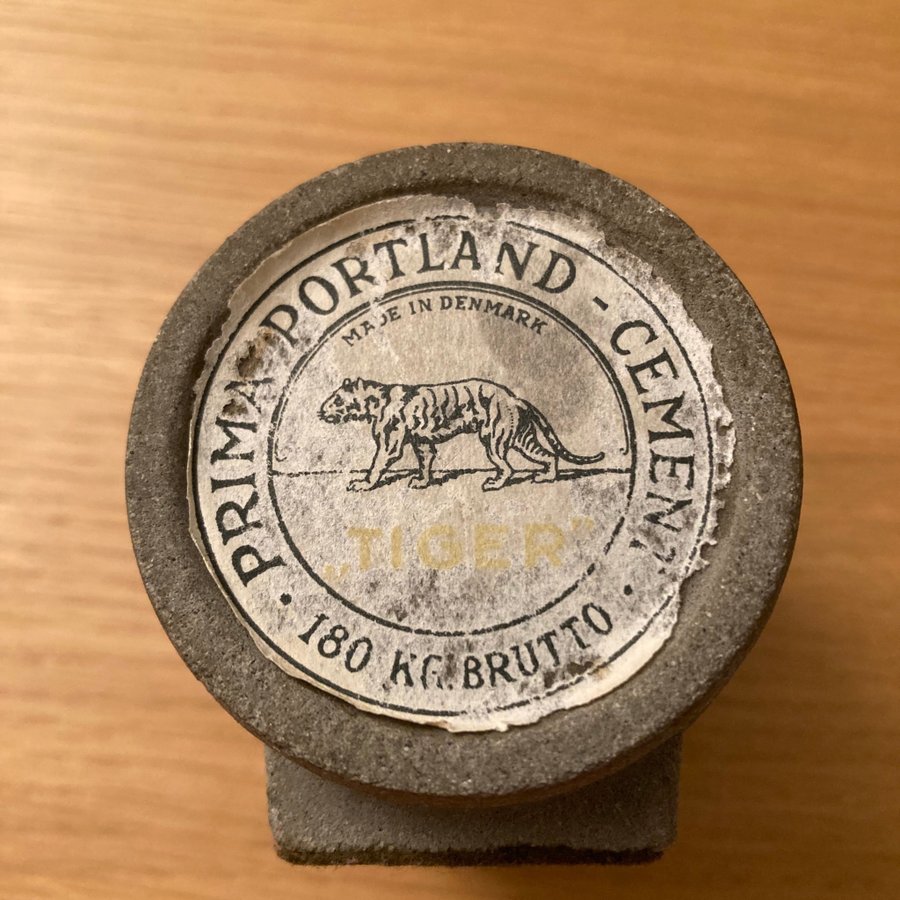 PRIMA PORTLAND - CEMENT
MADE IN DENMARK
„TIGER”
· 180 KG. BRUTTO ·